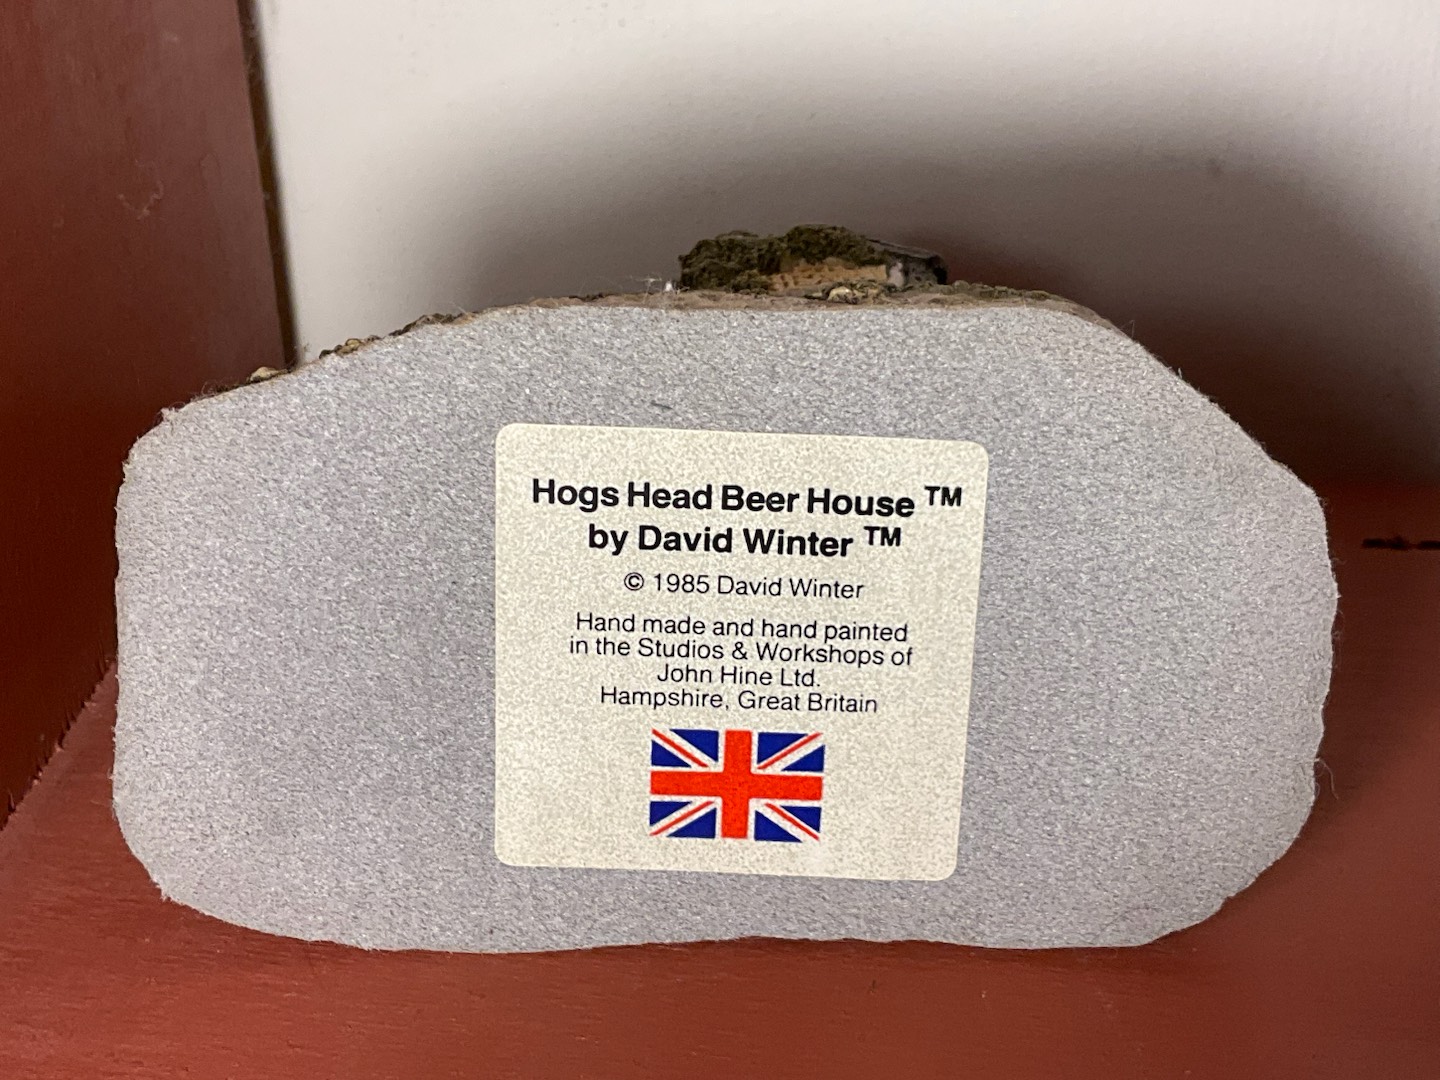 Hogs Head Beer House ™
by David Winter ™
© 1985 David Winter
Hand made and hand painted
in the Studios & Workshops of
John Hine Ltd.
Hampshire, Great Britain